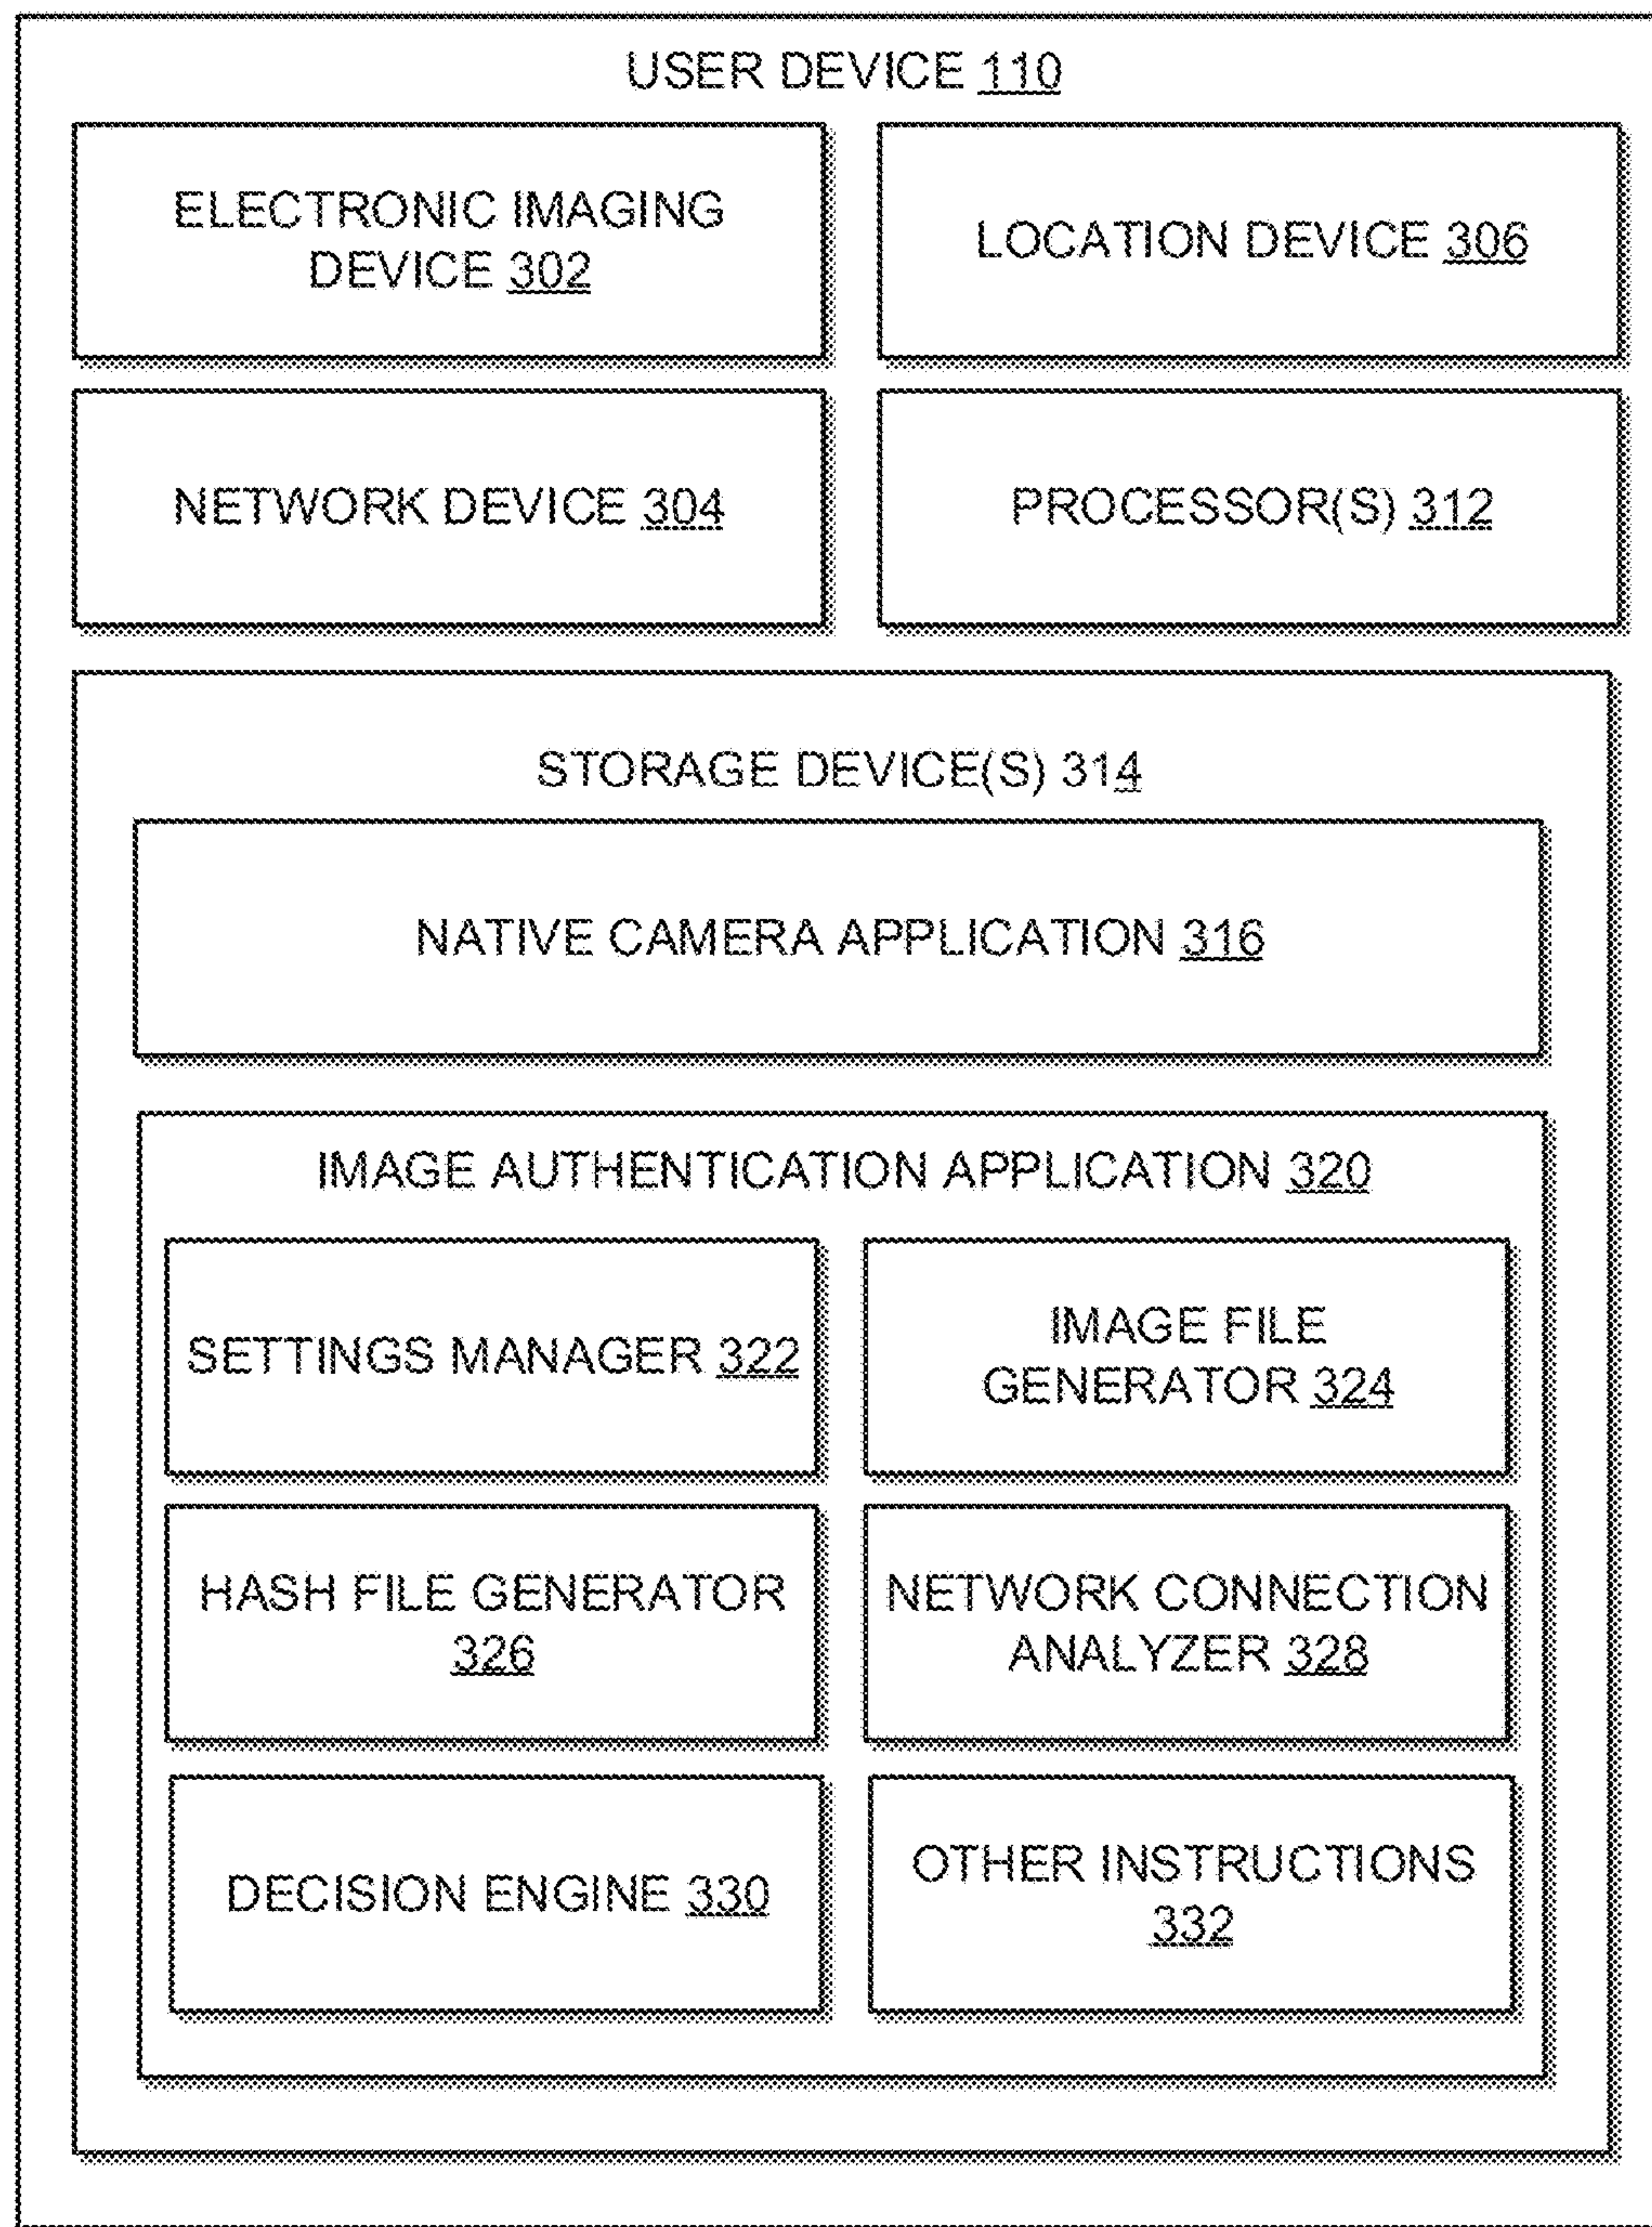 USER DEVICE 110
ELECTRONIC IMAGING
DEVICE 302
LOCATION DEVICE 306
NETWORK DEVICE 304
PROCESSOR(S) 312
STORAGE DEVICE(S) 314
NATIVE CAMERA APPLICATION 316
IMAGE AUTHENTICATION APPLICATION 320
SETTINGS MANAGER 322
IMAGE FILE
GENERATOR 324
HASH FILE GENERATOR
326
NETWORK CONNECTION
ANALYZER 328
DECISION ENGINE 330
OTHER INSTRUCTIONS
332